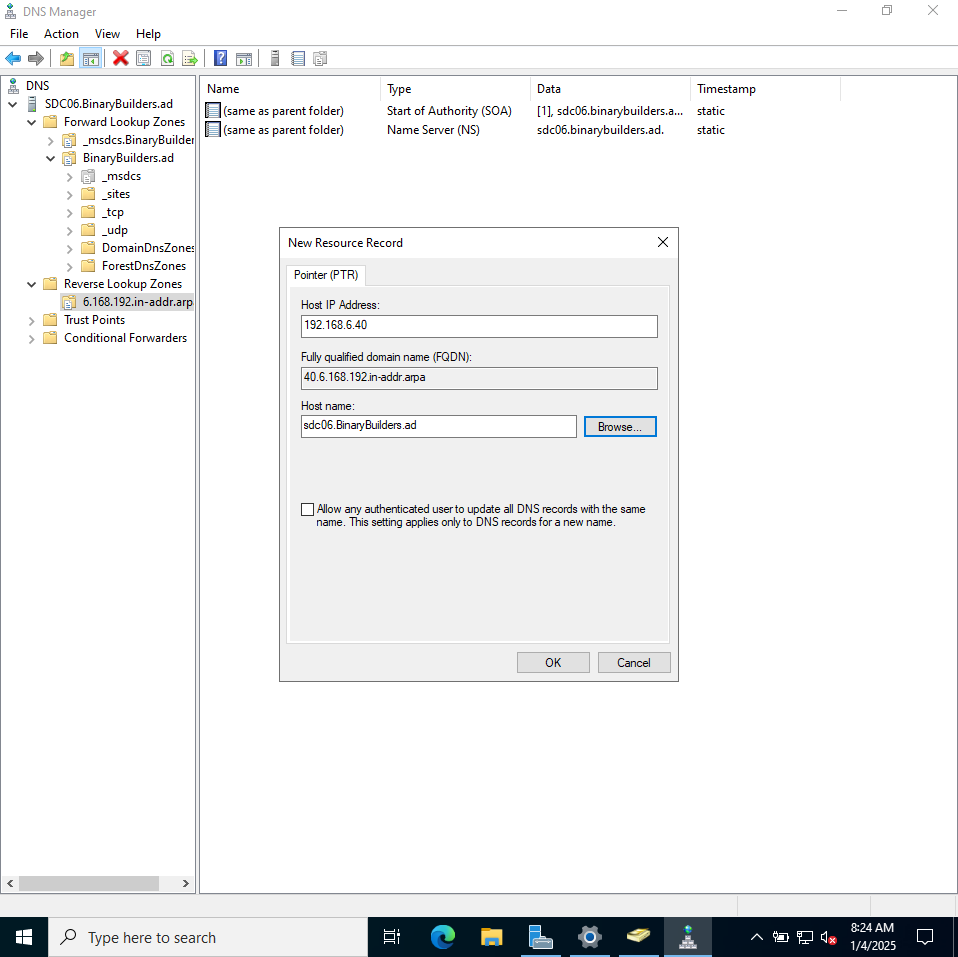 DNS Manager
File Action View Help
DNS
SDC06.BinaryBuilders.ad
Forward Lookup Zones
_msdcs.BinaryBuilder
BinaryBuilders.ad
_msdcs
_sites
_tcp
_udp
DomainDnsZones
ForestDnsZones
Reverse Lookup Zones
6.168.192.in-addr.arp
Trust Points
Conditional Forwarders
Name Type Data Timestamp
(same as parent folder) Start of Authority (SOA) [1], sdc06.binarybuilders.a... static
(same as parent folder) Name Server (NS) sdc06.binarybuilders.ad. static
New Resource Record
Pointer (PTR)
Host IP Address:
192.168.6.40
Fully qualified domain name (FQDN):
40.6.168.192.in-addr.arpa
Host name:
sdc06.BinaryBuilders.ad
Browse...
Allow any authenticated user to update all DNS records with the same
name. This setting applies only to DNS records for a new name.
OK Cancel
Type here to search
8:24 AM
1/4/2025